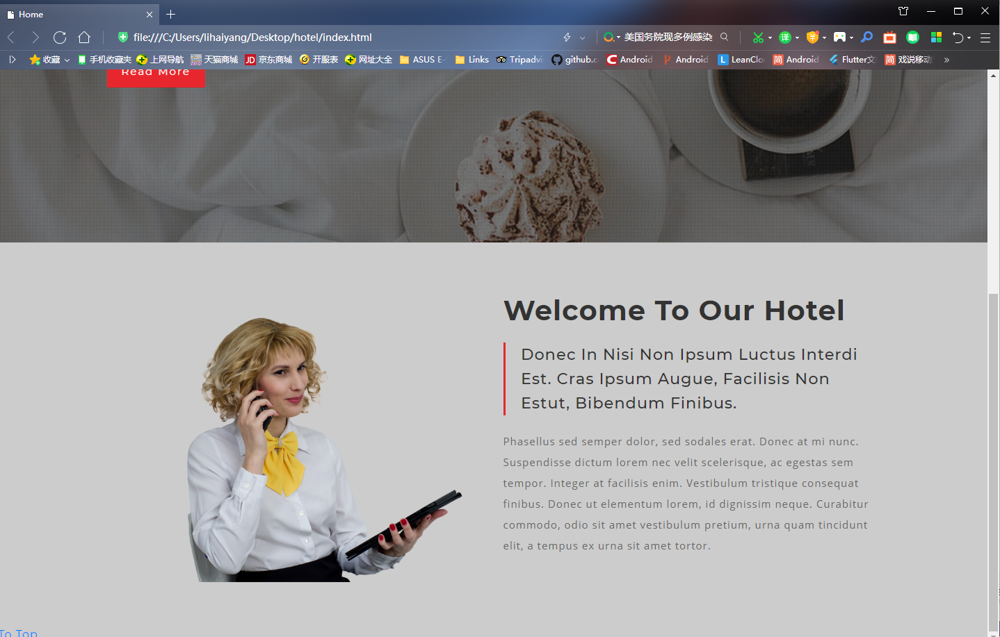 Home
file:///C:/Users/lihaiyang/Desktop/hotel/index.html
美国务院现多例感染
译
收藏
手机收藏夹
上网导航
天猫商城
JD 京东商城
开服表
网址大全
ASUS E-
Links
Tripadvi
github.c
Android
Android
L LeanClo
简 Android
Flutter文
简 戏说移动
Read More
Welcome To Our Hotel
Donec In Nisi Non Ipsum Luctus Interdi
Est. Cras Ipsum Augue, Facilisis Non
Estut, Bibendum Finibus.
Phasellus sed semper dolor, sed sodales erat. Donec at mi nunc.
Suspendisse dictum lorem nec velit scelerisque, ac egestas sem
tempor. Integer at facilisis enim. Vestibulum tristique consequat
finibus. Donec ut elementum lorem, id dignissim neque. Curabitur
commodo, odio sit amet vestibulum pretium, urna quam tincidunt
elit, a tempus ex urna sit amet tortor.
To Top